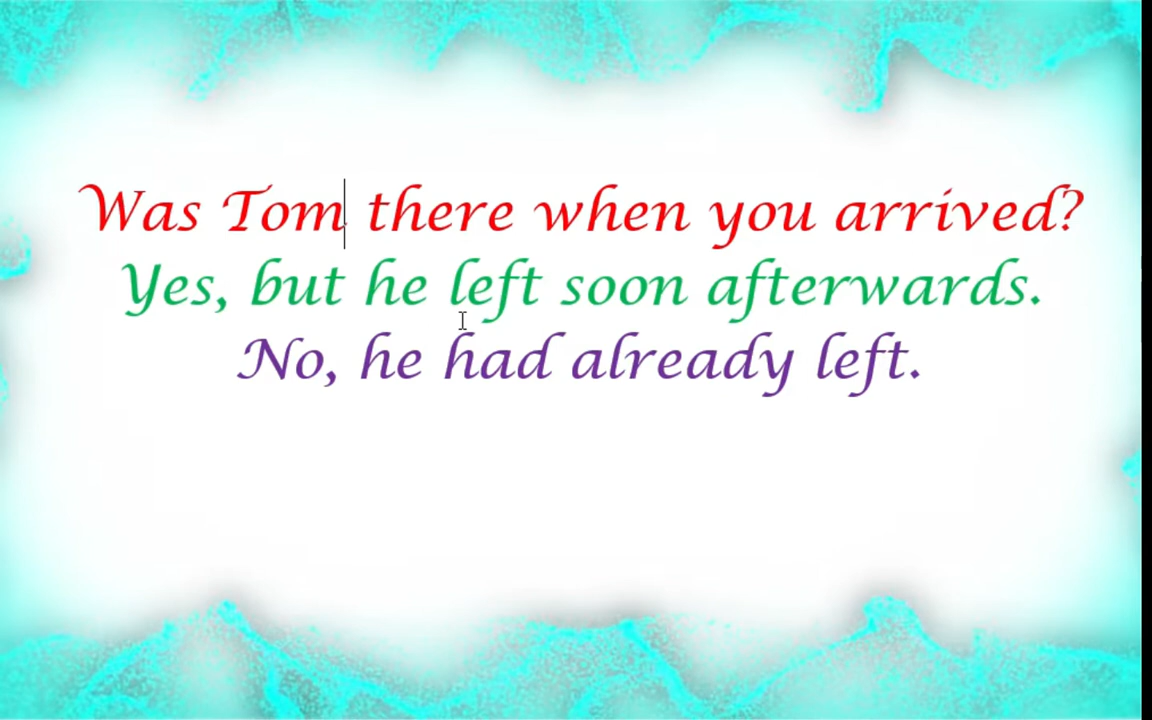 Was Tom there when you arrived?
Yes, but he left soon afterwards.
No, he had already left.